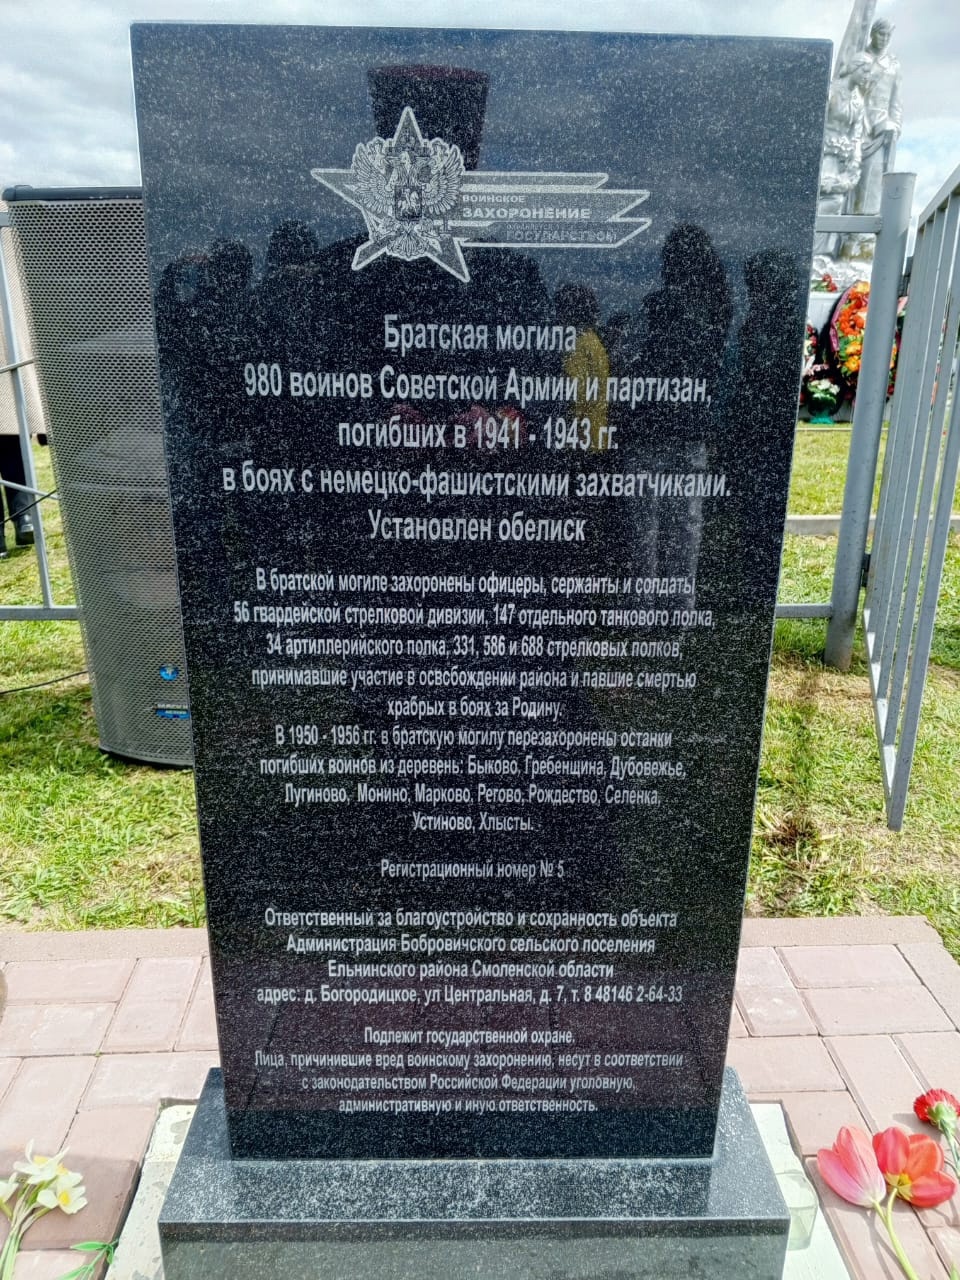 ВОИНСКОЕ
ЗАХОРОНЕНИЕ
ГОСУДАРСТВОМ
Братская могила
980 воинов Советской Армии и партизан,
погибших в 1941 - 1943 гг.
в боях с немецко-фашистскими захватчиками.
Установлен обелиск
В братской могиле захоронены офицеры, сержанты и солдаты
56 гвардейской стрелковой дивизии, 147 отдельного танкового полка,
34 артиллерийского полка, 331, 586 и 688 стрелковых полков,
принимавшие участие в освобождении района и павшие смертью
храбрых в боях за Родину.
В 1950 - 1956 гг. в братскую могилу перезахоронены останки
погибших воинов из деревень: Быково, Гребенщина, Дубовежье,
Лугиново, Монино, Марково, Регово, Рождество, Селенка,
Устиново, Хлысты.
Регистрационный номер № 5
Ответственный за благоустройство и сохранность объекта
Администрация Бобровичского сельского поселения
Ельнинского района Смоленской области
адрес: д. Богородицкое, ул Центральная, д. 7, т. 8 48146 2-64-33
Подлежит государственной охране.
Лица, причинившие вред воинскому захоронению, несут в соответствии
с законодательством Российской Федерации уголовную,
административную и иную ответственность.